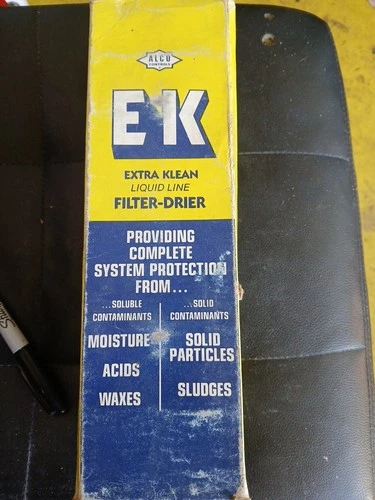 ALCO
CONTROLS
EK
EXTRA KLEAN
LIQUID LINE
FILTER-DRIER
PROVIDING
COMPLETE
SYSTEM PROTECTION
FROM...
...SOLUBLE
CONTAMINANTS
MOISTURE
ACIDS
WAXES
...SOLID
CONTAMINANTS
SOLID
PARTICLES
SLUDGES